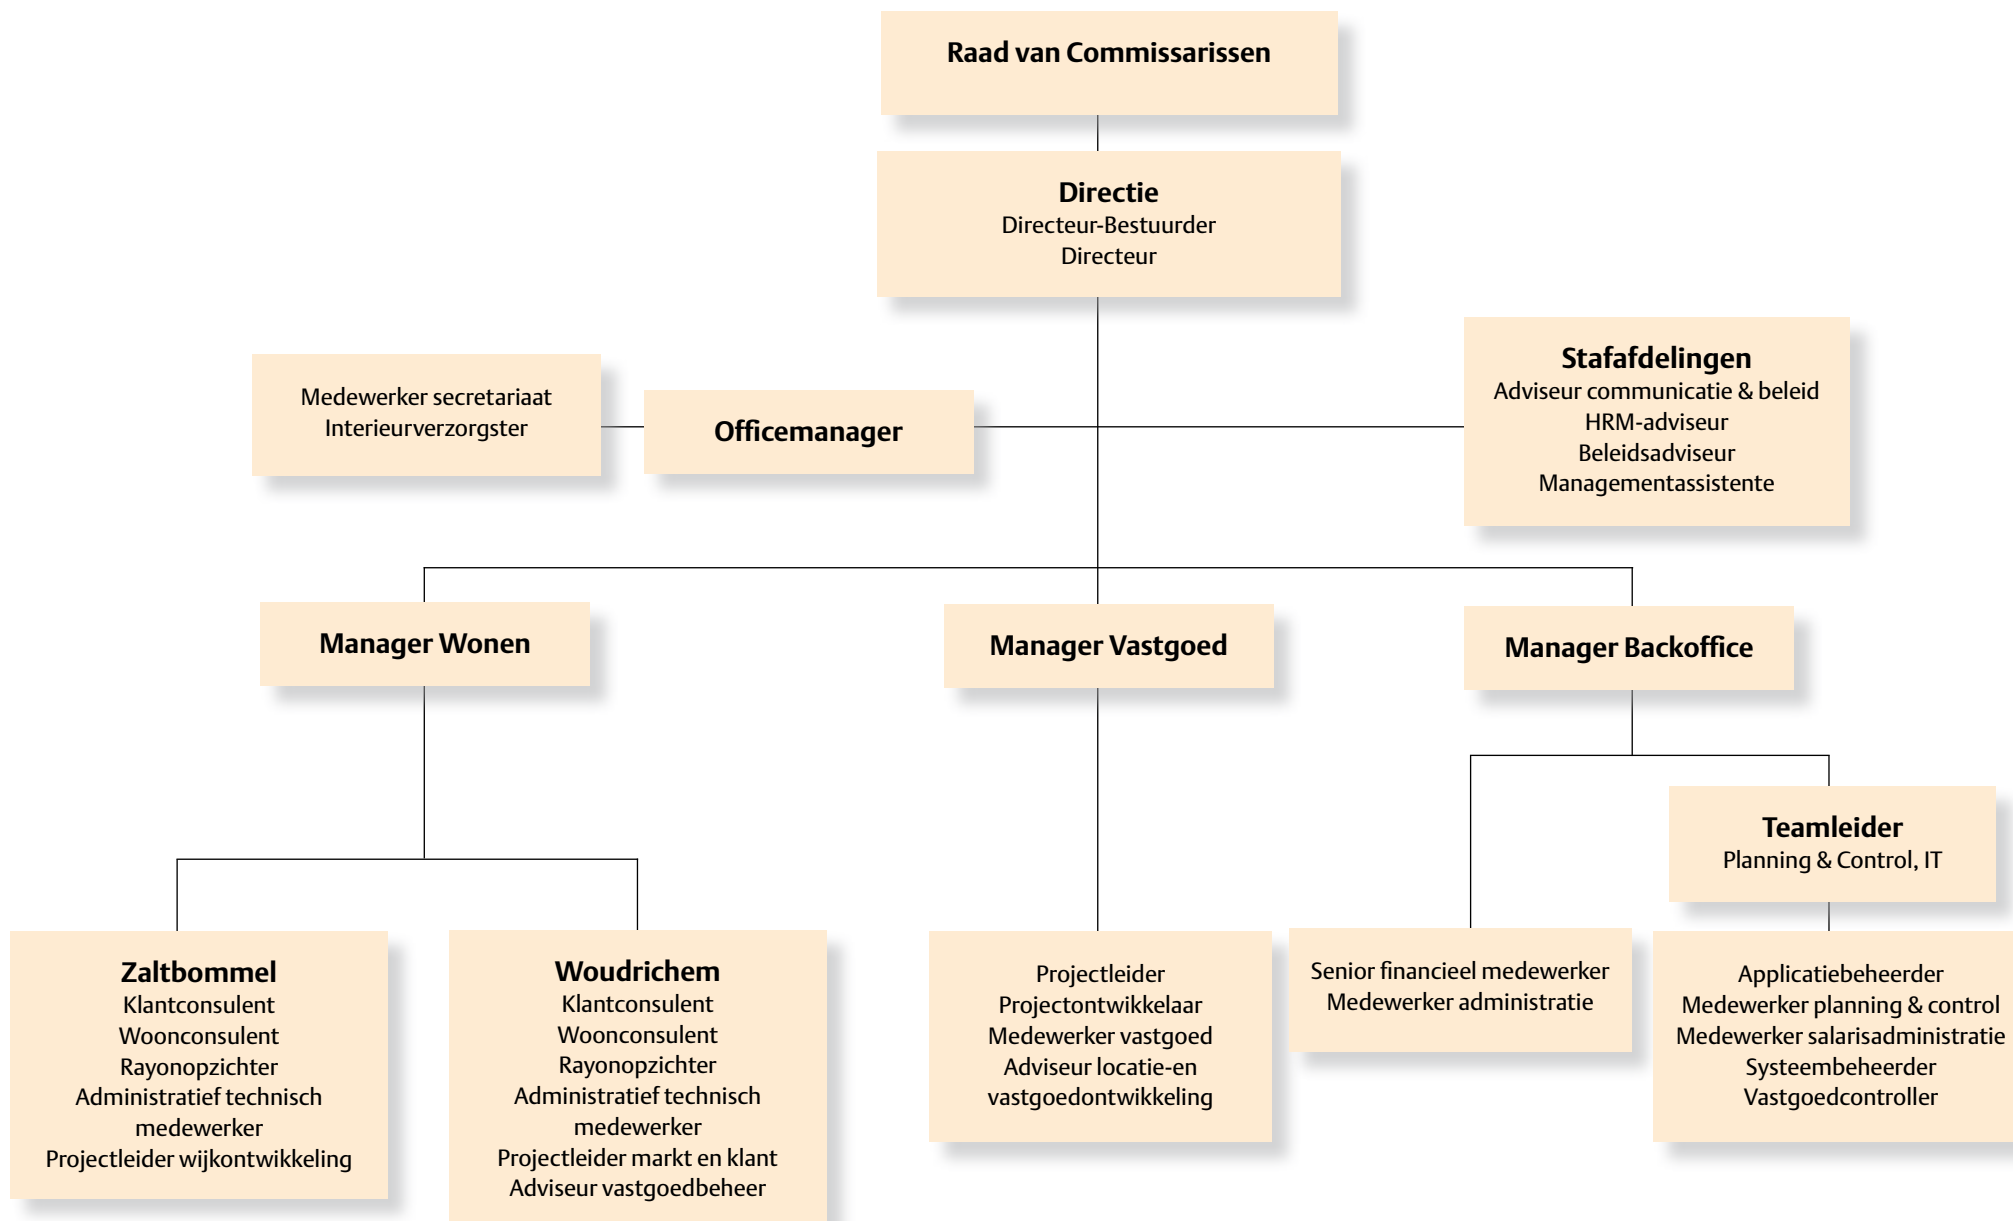 Raad van Commissarissen
Directie
Directeur-Bestuurder
Directeur
Medewerker secretariaat
Interieurverzorgster
Officemanager
Stafafdelingen
Adviseur communicatie & beleid
HRM-adviseur
Beleidsadviseur
Managementassistente
Manager Wonen
Manager Vastgoed
Manager Backoffice
Teamleider
Planning & Control, IT
Zaltbommel
Klantconsulent
Woonconsulent
Rayonopzichter
Administratief technisch
medewerker
Projectleider wijkontwikkeling
Woudrichem
Klantconsulent
Woonconsulent
Rayonopzichter
Administratief technisch
medewerker
Projectleider markt en klant
Adviseur vastgoedbeheer
Projectleider
Projectontwikkelaar
Medewerker vastgoed
Adviseur locatie-en
vastgoedontwikkeling
Senior financieel medewerker
Medewerker administratie
Applicatiebeheerder
Medewerker planning & control
Medewerker salarisadministratie
Systeembeheerder
Vastgoedcontroller